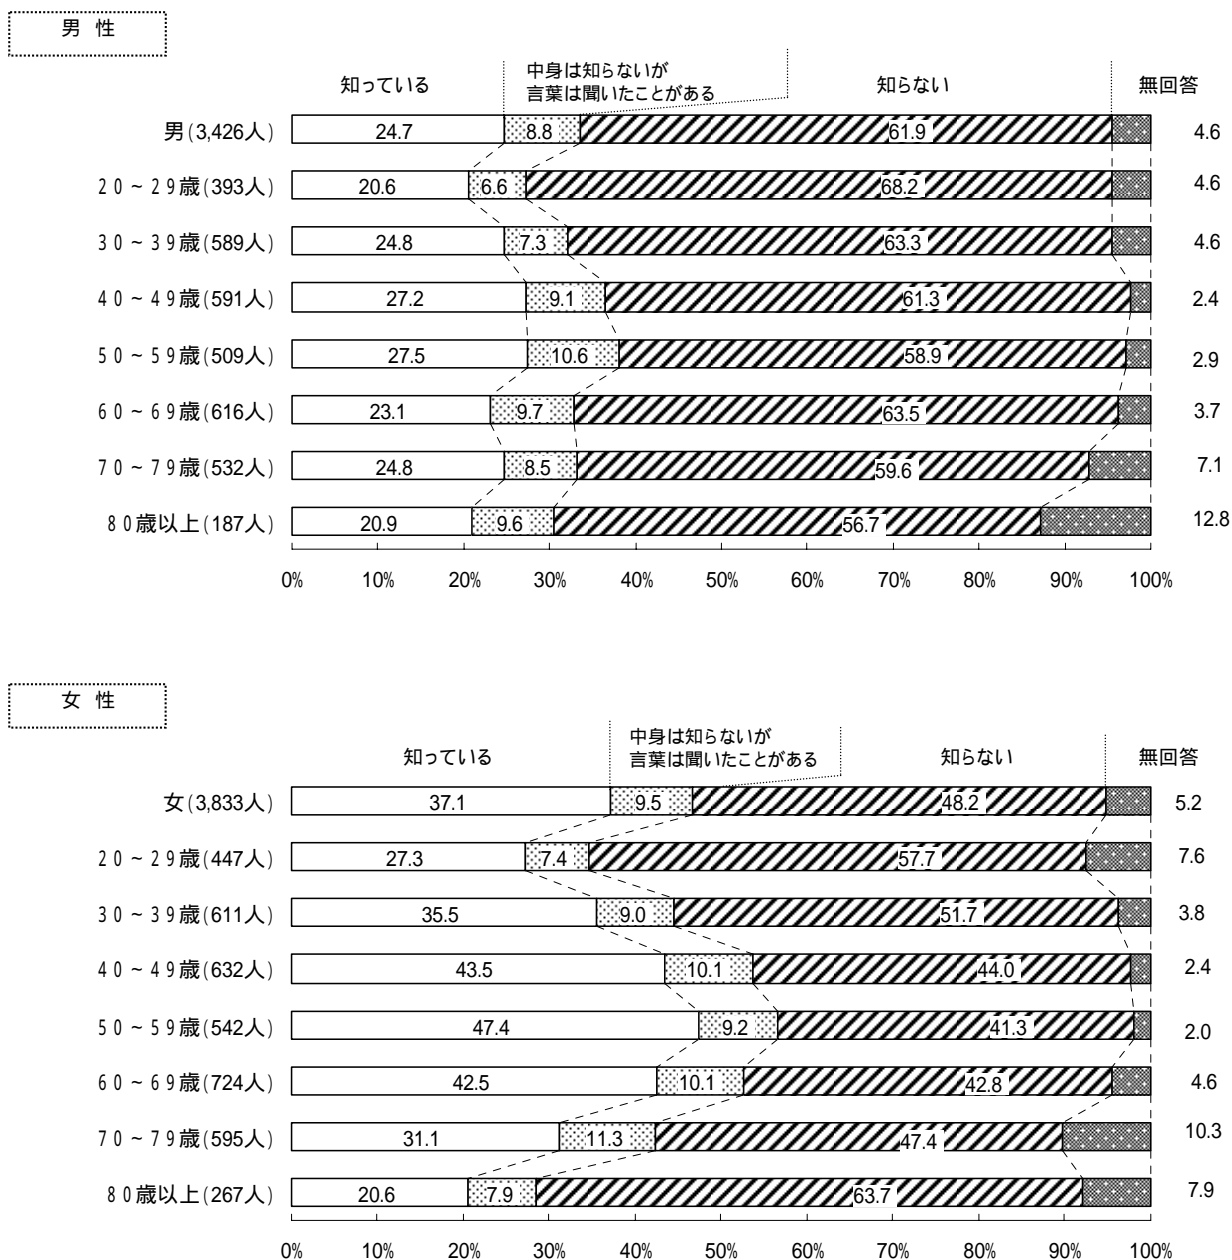 男 性
知っている
中身は知らないが
言葉は聞いたことがある
知らない
無回答
男(3,426人) 24.7 8.8 61.9 4.6
20～29歳(393人) 20.6 6.6 68.2 4.6
30～39歳(589人) 24.8 7.3 63.3 4.6
40～49歳(591人) 27.2 9.1 61.3 2.4
50～59歳(509人) 27.5 10.6 58.9 2.9
60～69歳(616人) 23.1 9.7 63.5 3.7
70～79歳(532人) 24.8 8.5 59.6 7.1
80歳以上(187人) 20.9 9.6 56.7 12.8
0% 10% 20% 30% 40% 50% 60% 70% 80% 90% 100%
女 性
知っている
中身は知らないが
言葉は聞いたことがある
知らない
無回答
女(3,833人) 37.1 9.5 48.2 5.2
20～29歳(447人) 27.3 7.4 57.7 7.6
30～39歳(611人) 35.5 9.0 51.7 3.8
40～49歳(632人) 43.5 10.1 44.0 2.4
50～59歳(542人) 47.4 9.2 41.3 2.0
60～69歳(724人) 42.5 10.1 42.8 4.6
70～79歳(595人) 31.1 11.3 47.4 10.3
80歳以上(267人) 20.6 7.9 63.7 7.9
0% 10% 20% 30% 40% 50% 60% 70% 80% 90% 100%